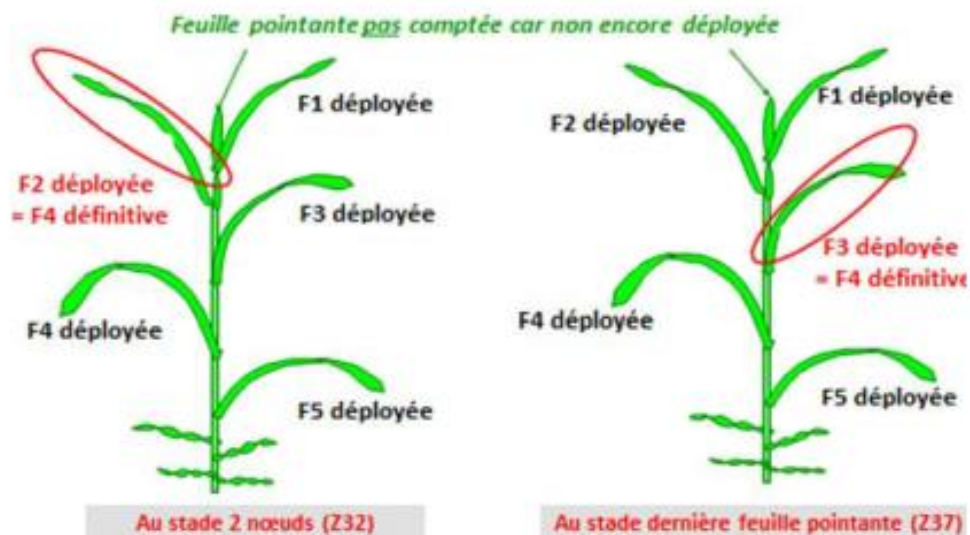 Feuille pointante pas comptée car non encore déployée
F1 déployée
F2 déployée
= F4 définitive
F3 déployée
F4 déployée
F5 déployée
Au stade 2 nœuds (Z32)
F1 déployée
F2 déployée
F3 déployée
= F4 définitive
F4 déployée
F5 déployée
Au stade dernière feuille pointante (Z37)